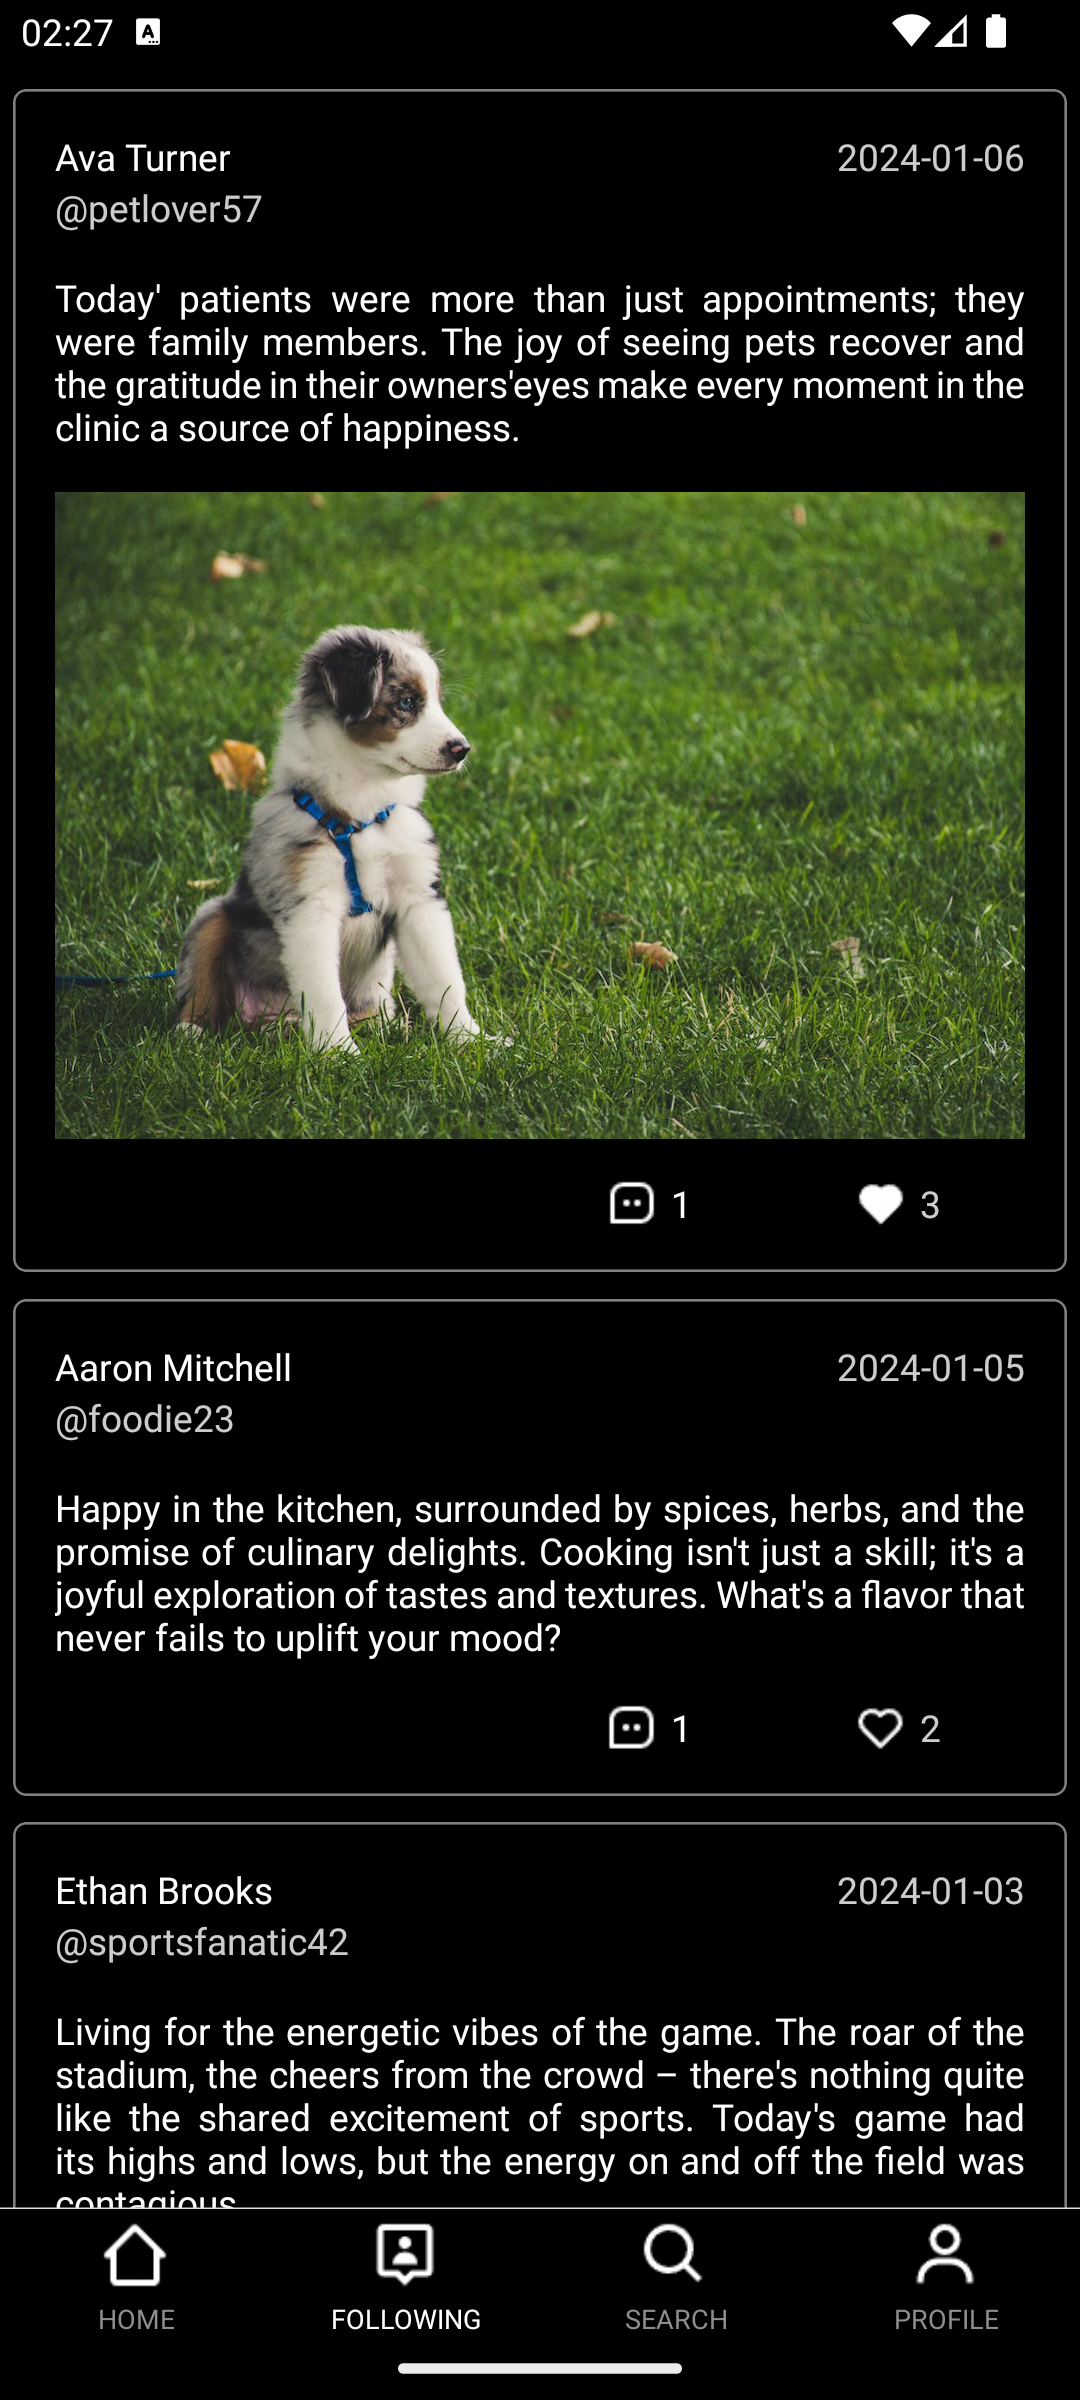 02:27
Ava Turner 2024-01-06
@petlover57
Today' patients were more than just appointments; they
were family members. The joy of seeing pets recover and
the gratitude in their owners'eyes make every moment in the
clinic a source of happiness.
1 3
Aaron Mitchell 2024-01-05
@foodie23
Happy in the kitchen, surrounded by spices, herbs, and the
promise of culinary delights. Cooking isn't just a skill; it's a
joyful exploration of tastes and textures. What's a flavor that
never fails to uplift your mood?
1 2
Ethan Brooks 2024-01-03
@sportsfanatic42
Living for the energetic vibes of the game. The roar of the
stadium, the cheers from the crowd – there's nothing quite
like the shared excitement of sports. Today's game had
its highs and lows, but the energy on and off the field was
contagious
HOME FOLLOWING SEARCH PROFILE